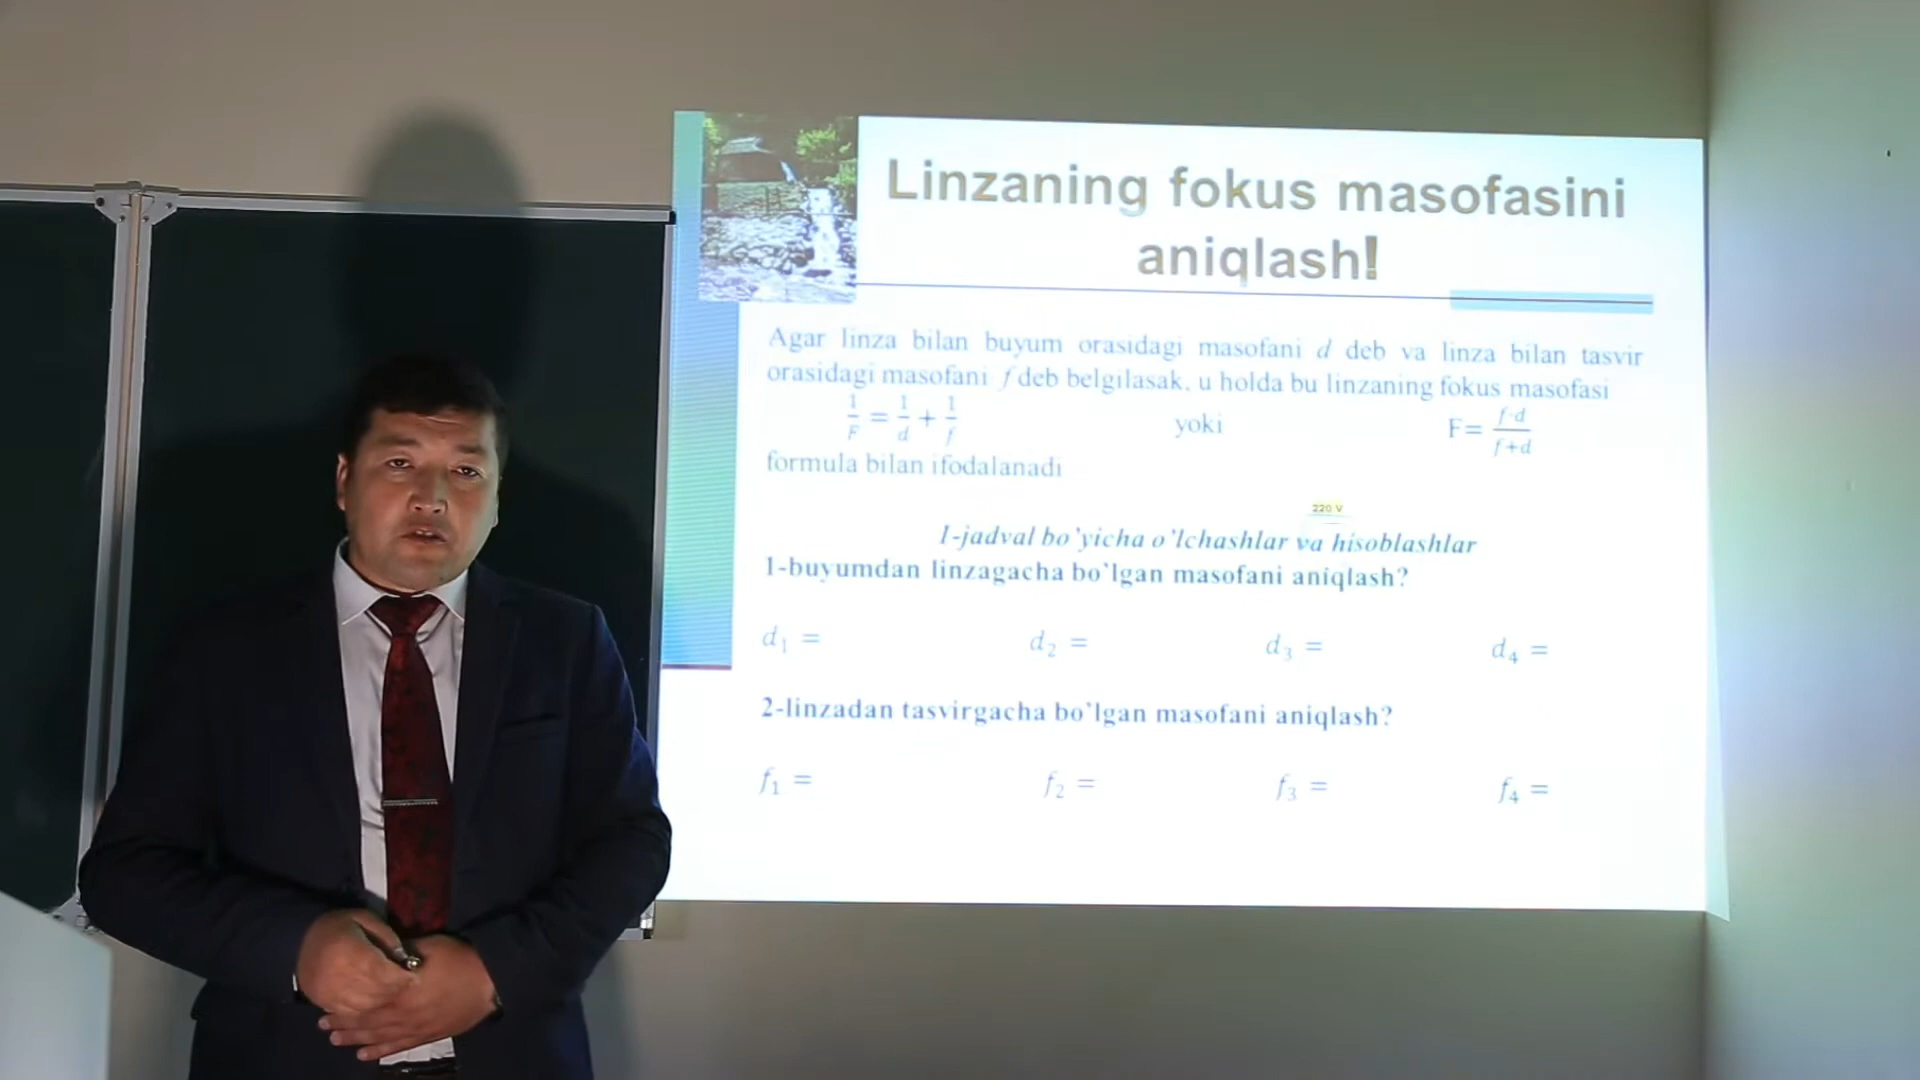 Linzaning fokus masofasini
aniqlash!
Agar linza bilan buyum orasidagi masofani d deb va linza bilan tasvir
orasidagi masofani f deb belgilasak, u holda bu linzaning fokus masofasi
1/F = 1/d + 1/f yoki F= f·d/f+d
formula bilan ifodalanadi
220 V
I-jadval bo'yicha o'lchashlar va hisoblashlar
1-buyumdan linzagacha bo`lgan masofani aniqlash?
d₁ = d₂ = d₃ = d₄ =
2-linzadan tasvirgacha bo`lgan masofani aniqlash?
f₁ = f₂ = f₃ = f₄ =